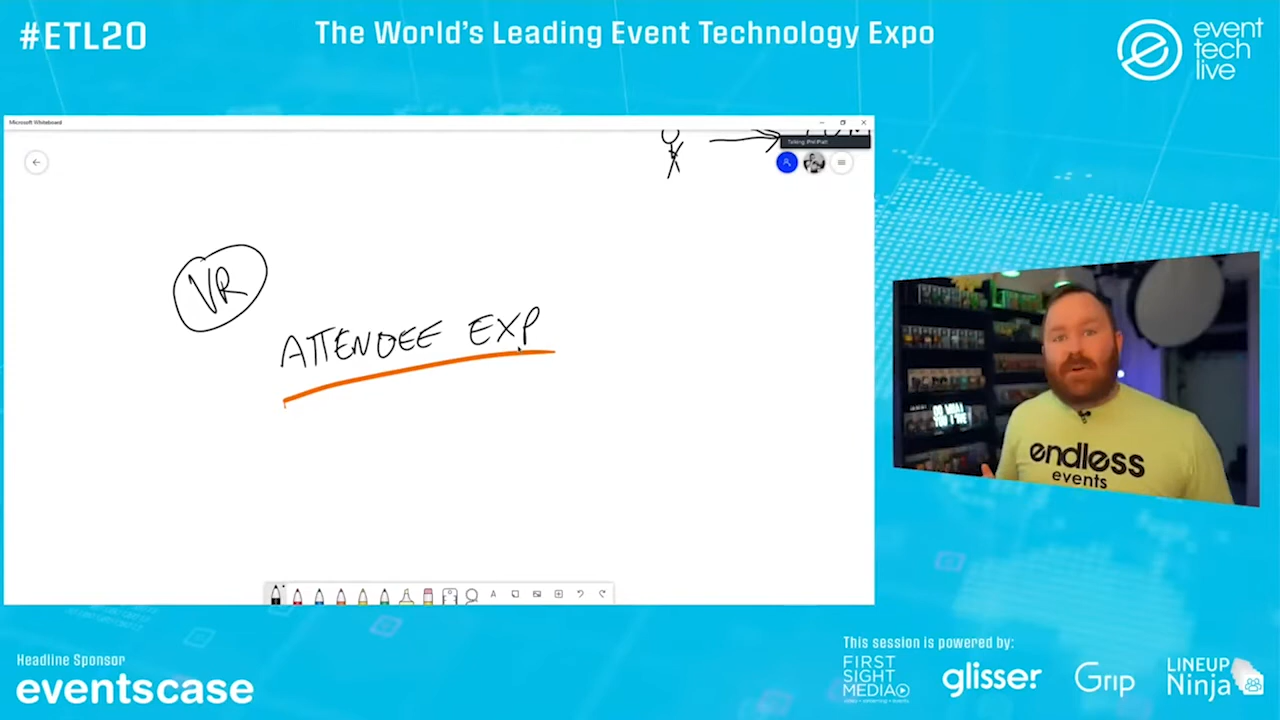 #ETL20
The World's Leading Event Technology Expo
event
tech
live
Microsoft Whiteboard
Talking:
VR
ATTENDEE EXP
endless
events
Headline Sponsor
eventscase
This session is powered by:
FIRST
SIGHT
MEDIA
glisser
Grip
LINEUP
Ninja